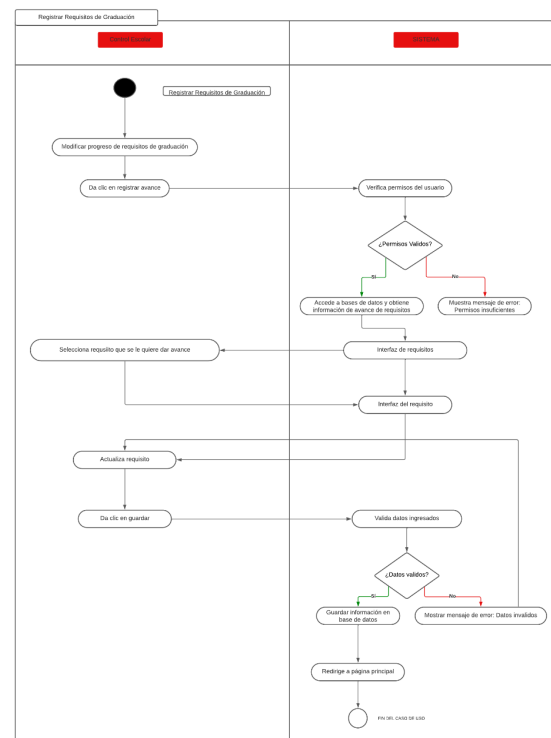 Registrar Requisitos de Graduación
Control Escolar
SISTEMA
Registrar Requisitos de Graduación
Modificar progreso de requisitos de graduación
Da clic en registrar avance
Verifica permisos del usuario
¿Permisos Validos?
Si
No
Accede a bases de datos y obtiene
información de avance de requisitos
Muestra mensaje de error:
Permisos insuficientes
Selecciona requsiito que se le quiere dar avance
Interfaz de requisitos
Interfaz del requisito
Actualiza requisito
Da clic en guardar
Valida datos ingresados
¿Datos validos?
Si
No
Guardar información en
base de datos
Mostrar mensaje de error: Datos invalidos
Redirige a página principal
FIN DEL CASO DE USO